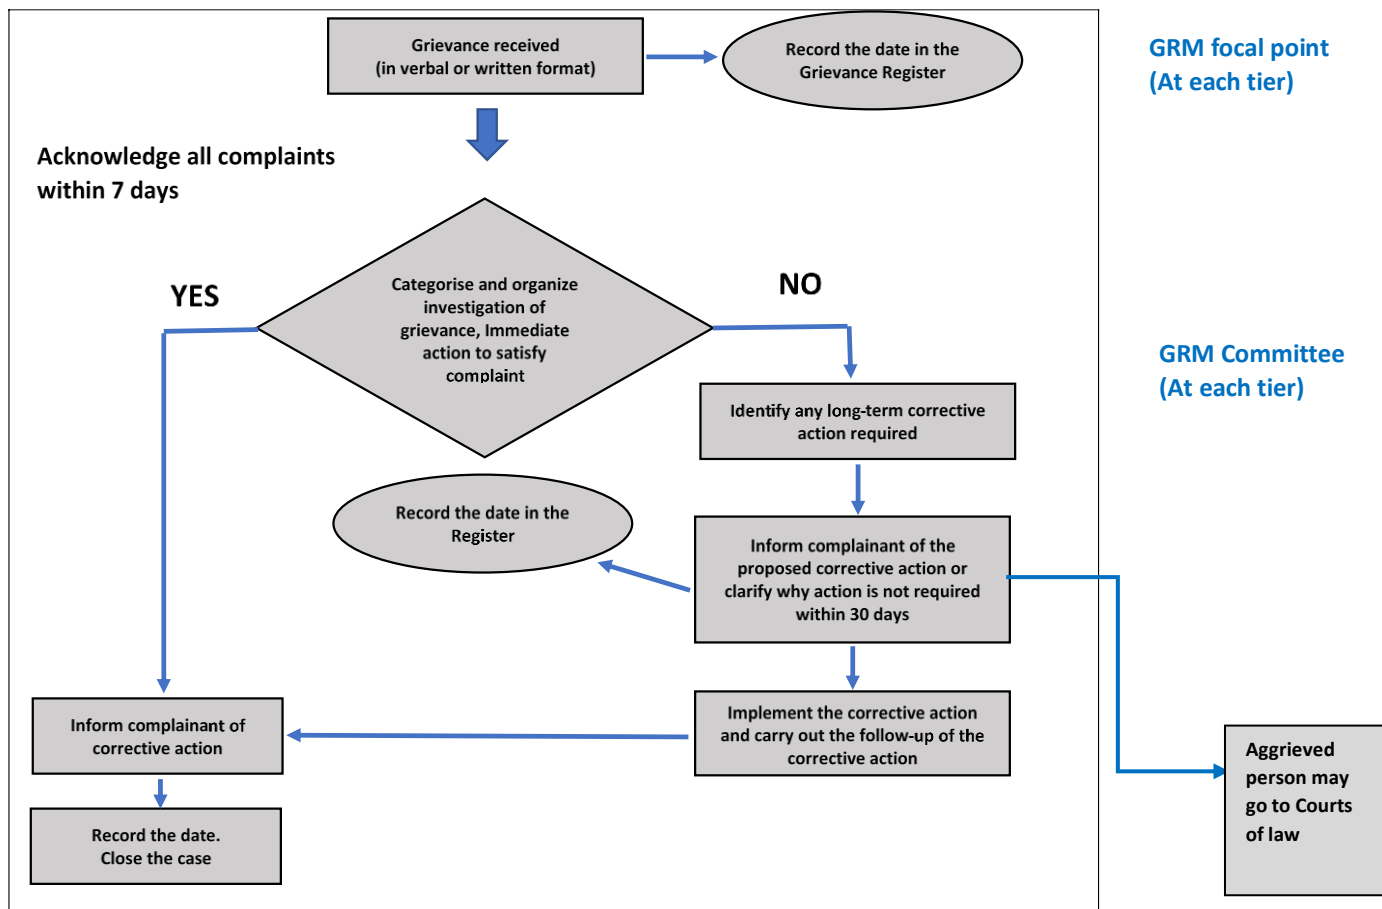 Grievance received
(in verbal or written format)
Record the date in the
Grievance Register
GRM focal point
(At each tier)
Acknowledge all complaints
within 7 days
YES
NO
Categorise and organize
investigation of
grievance, Immediate
action to satisfy
complaint
GRM Committee
(At each tier)
Identify any long-term corrective
action required
Record the date in the
Register
Inform complainant of the
proposed corrective action or
clarify why action is not required
within 30 days
Inform complainant of
corrective action
Implement the corrective action
and carry out the follow-up of the
corrective action
Aggrieved
person may
go to Courts
of law
Record the date.
Close the case